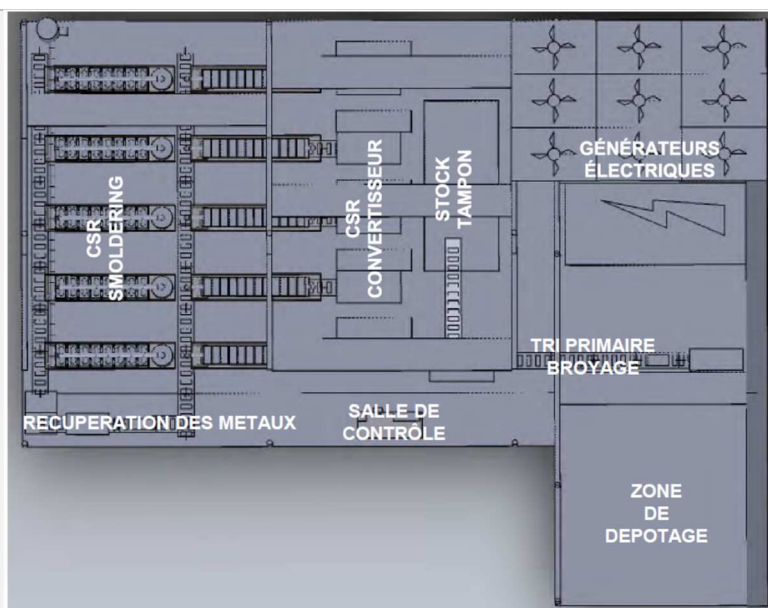 GÉNÉRATEURS
ÉLECTRIQUES
CSR
SMOLDERING
CSR
CONVERTISSEUR
STOCK
TAMPON
TRI PRIMAIRE
BROYAGE
RECUPERATION DES METAUX
SALLE DE
CONTRÔLE
ZONE
DE
DEPOTAGE